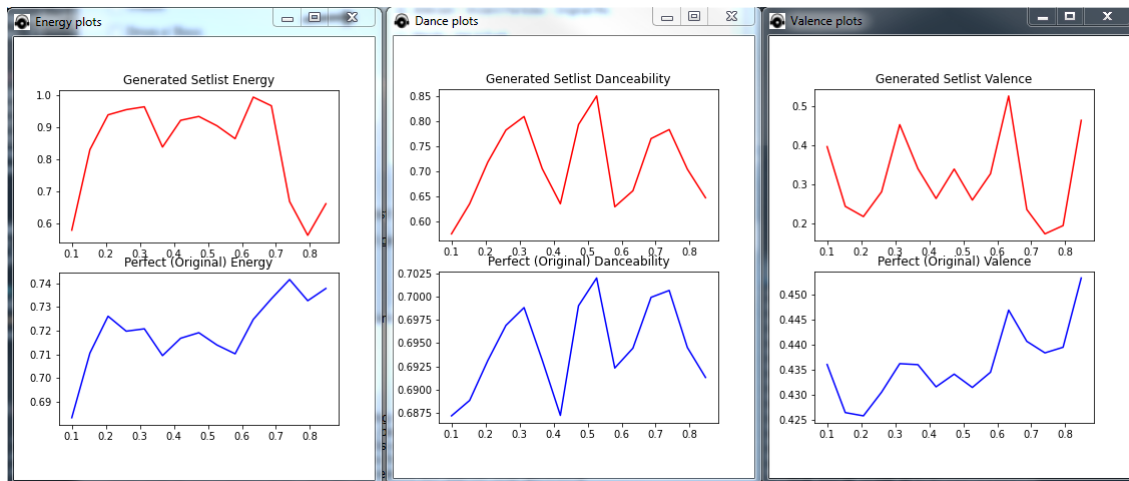 Energy plots
Generated Setlist Energy
1.0
0.9
0.8
0.7
0.6
0.1 0.2 0.3 0.4 0.5 0.6 0.7 0.8
Perfect (Original) Energy
0.74
0.73
0.72
0.71
0.70
0.69
0.1 0.2 0.3 0.4 0.5 0.6 0.7 0.8
Dance plots
Generated Setlist Danceability
0.85
0.80
0.75
0.70
0.65
0.60
0.1 0.2 0.3 0.4 0.5 0.6 0.7 0.8
Perfect (Original) Danceability
0.7025
0.7000
0.6975
0.6950
0.6925
0.6900
0.6875
0.1 0.2 0.3 0.4 0.5 0.6 0.7 0.8
Valence plots
Generated Setlist Valence
0.5
0.4
0.3
0.2
0.1 0.2 0.3 0.4 0.5 0.6 0.7 0.8
Perfect (Original) Valence
0.450
0.445
0.440
0.435
0.430
0.425
0.1 0.2 0.3 0.4 0.5 0.6 0.7 0.8